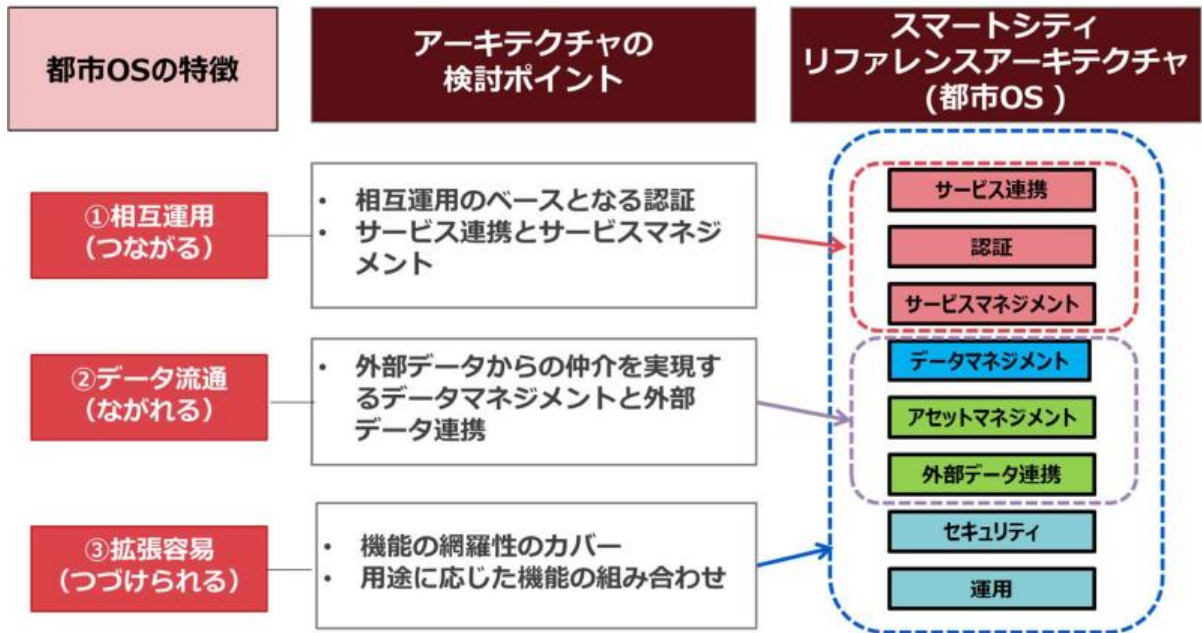 都市OSの特徴
アーキテクチャの
検討ポイント
スマートシティ
リファレンスアーキテクチャ
(都市OS )
①相互運用
（つながる）
• 相互運用のベースとなる認証
• サービス連携とサービスマネジ
メント
サービス連携
認証
サービスマネジメント
②データ流通
（ながれる）
• 外部データからの仲介を実現す
るデータマネジメントと外部
データ連携
データマネジメント
アセットマネジメント
外部データ連携
③拡張容易
（つづけられる）
• 機能の網羅性のカバー
• 用途に応じた機能の組み合わせ
セキュリティ
運用